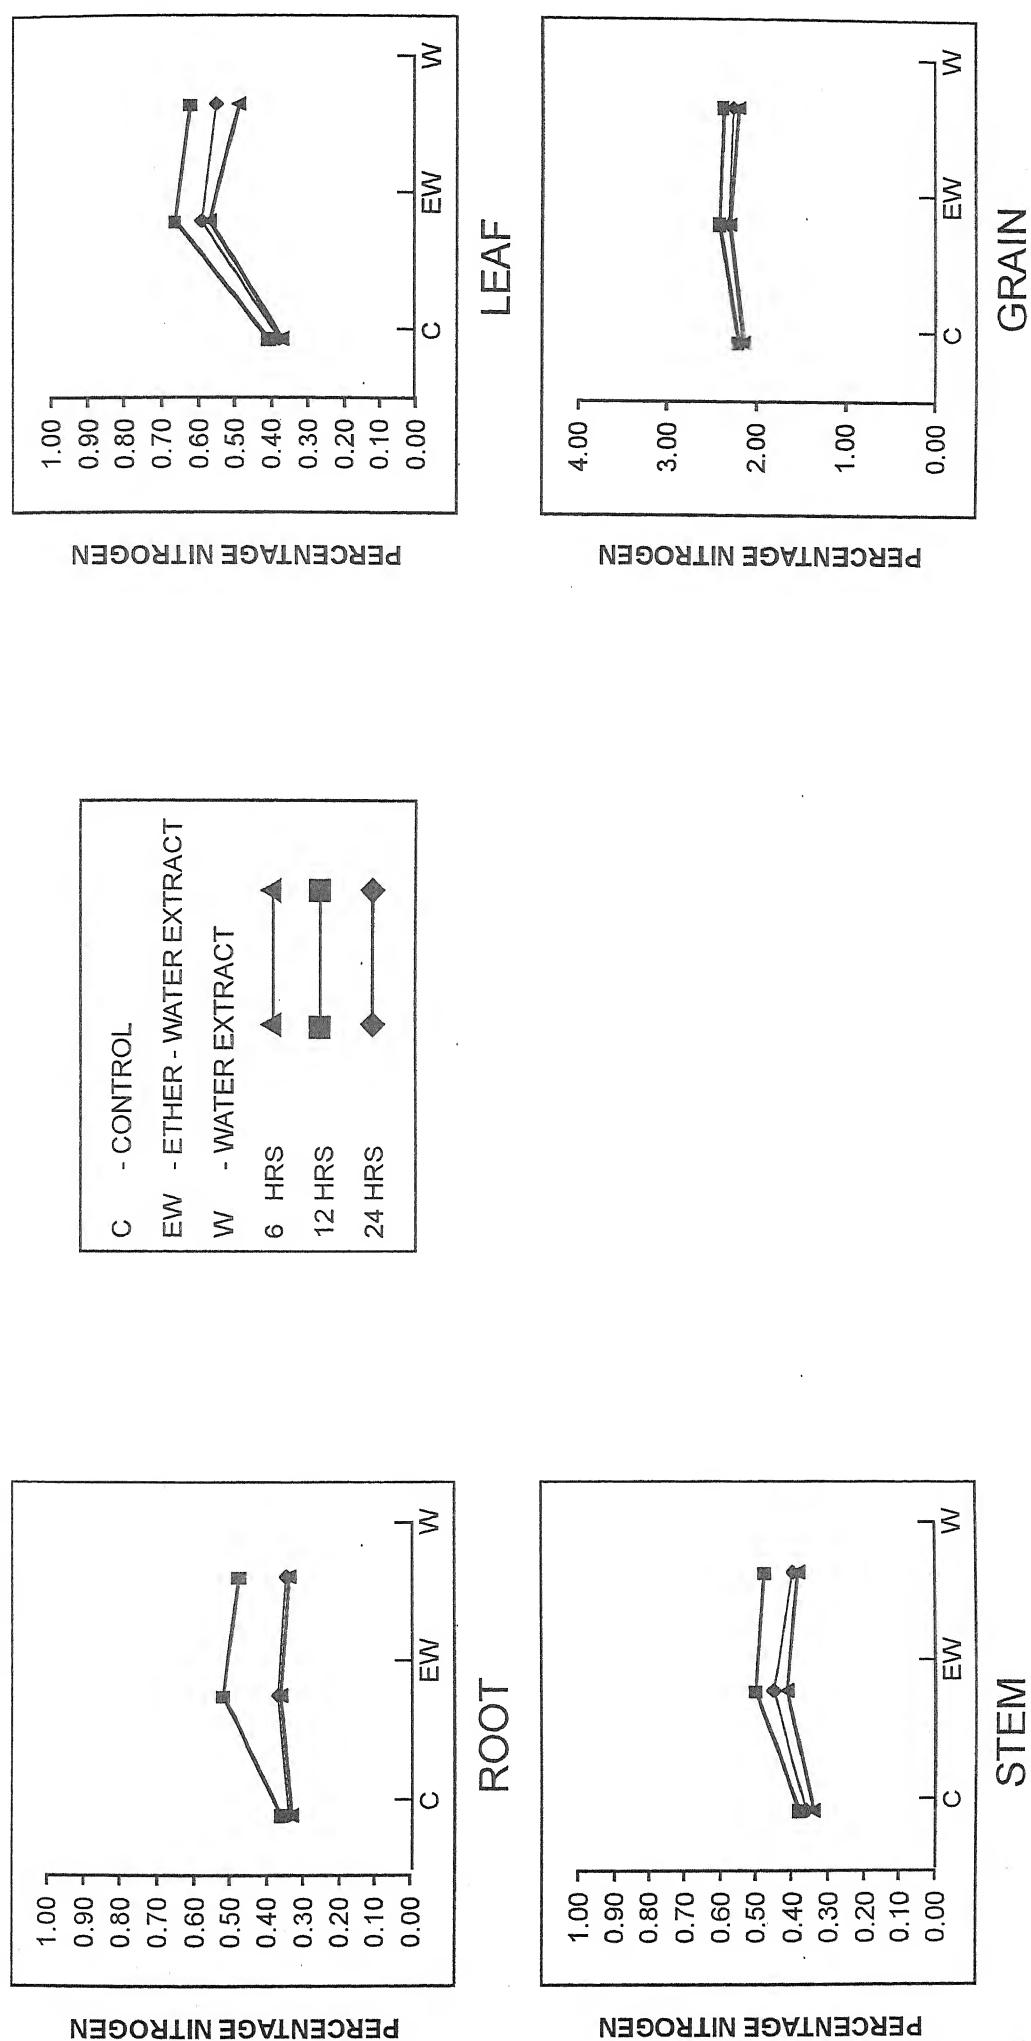 PERCENTAGE NITROGEN
1.00
0.90
0.80
0.70
0.60
0.50
0.40
0.30
0.20
0.10
0.00
C EW W
ROOT
C - CONTROL
EW - ETHER - WATER EXTRACT
W - WATER EXTRACT
6 HRS
12 HRS
24 HRS
PERCENTAGE NITROGEN
1.00
0.90
0.80
0.70
0.60
0.50
0.40
0.30
0.20
0.10
0.00
C EW W
LEAF
PERCENTAGE NITROGEN
1.00
0.90
0.80
0.70
0.60
0.50
0.40
0.30
0.20
0.10
0.00
C EW W
STEM
PERCENTAGE NITROGEN
4.00
3.00
2.00
1.00
0.00
C EW W
GRAIN